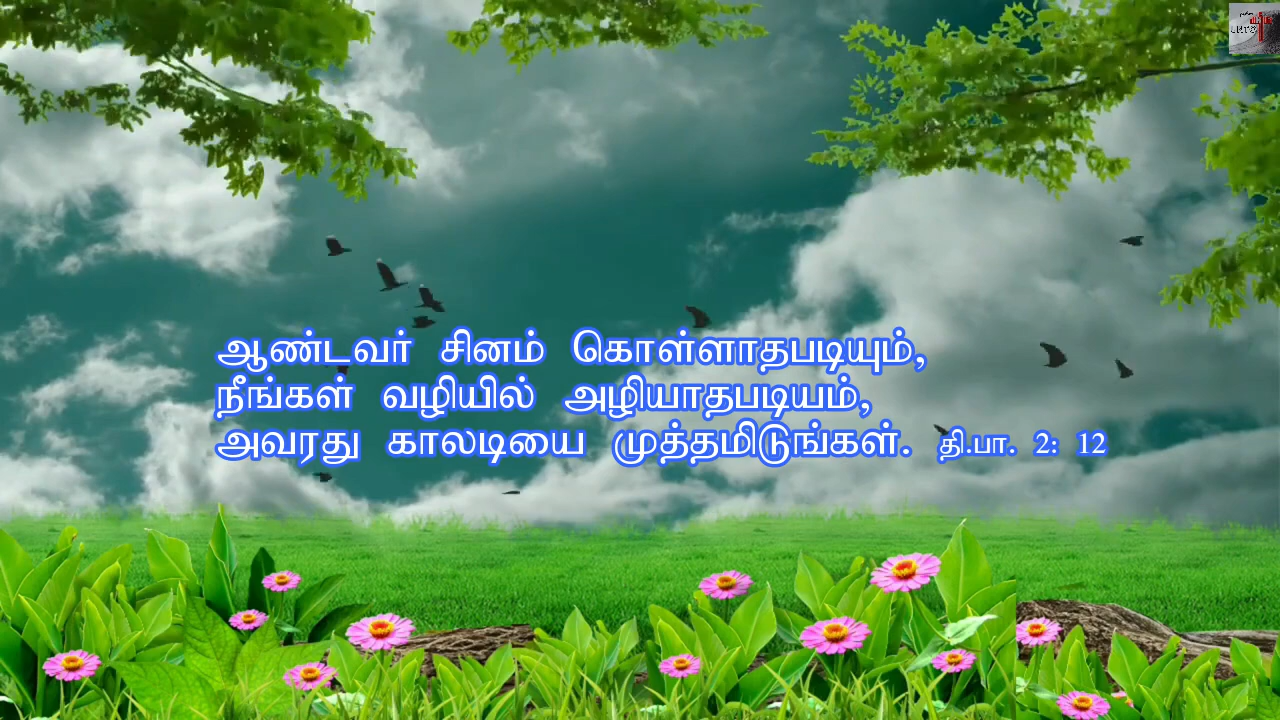 ஆண்டவர் சினம் கொள்ளாதபடியும்,
நீங்கள் வழியில் அழியாதபடியம்,
அவரது காலடியை முத்தமிடுங்கள். தி.பா. 2: 12